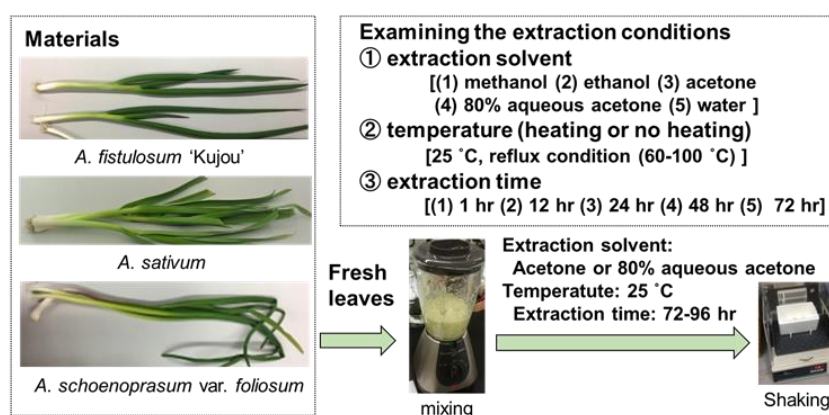 Materials
A. fistulosum ‘Kujou’
A. sativum
A. schoenoprasum var. foliosum
Examining the extraction conditions
① extraction solvent
[(1) methanol (2) ethanol (3) acetone
(4) 80% aqueous acetone (5) water ]
② temperature (heating or no heating)
[25 ˚C, reflux condition (60-100 ˚C) ]
③ extraction time
[(1) 1 hr (2) 12 hr (3) 24 hr (4) 48 hr (5) 72 hr]
Fresh
leaves
mixing
Extraction solvent:
Acetone or 80% aqueous acetone
Temperatute: 25 ˚C
Extraction time: 72-96 hr
Shaking